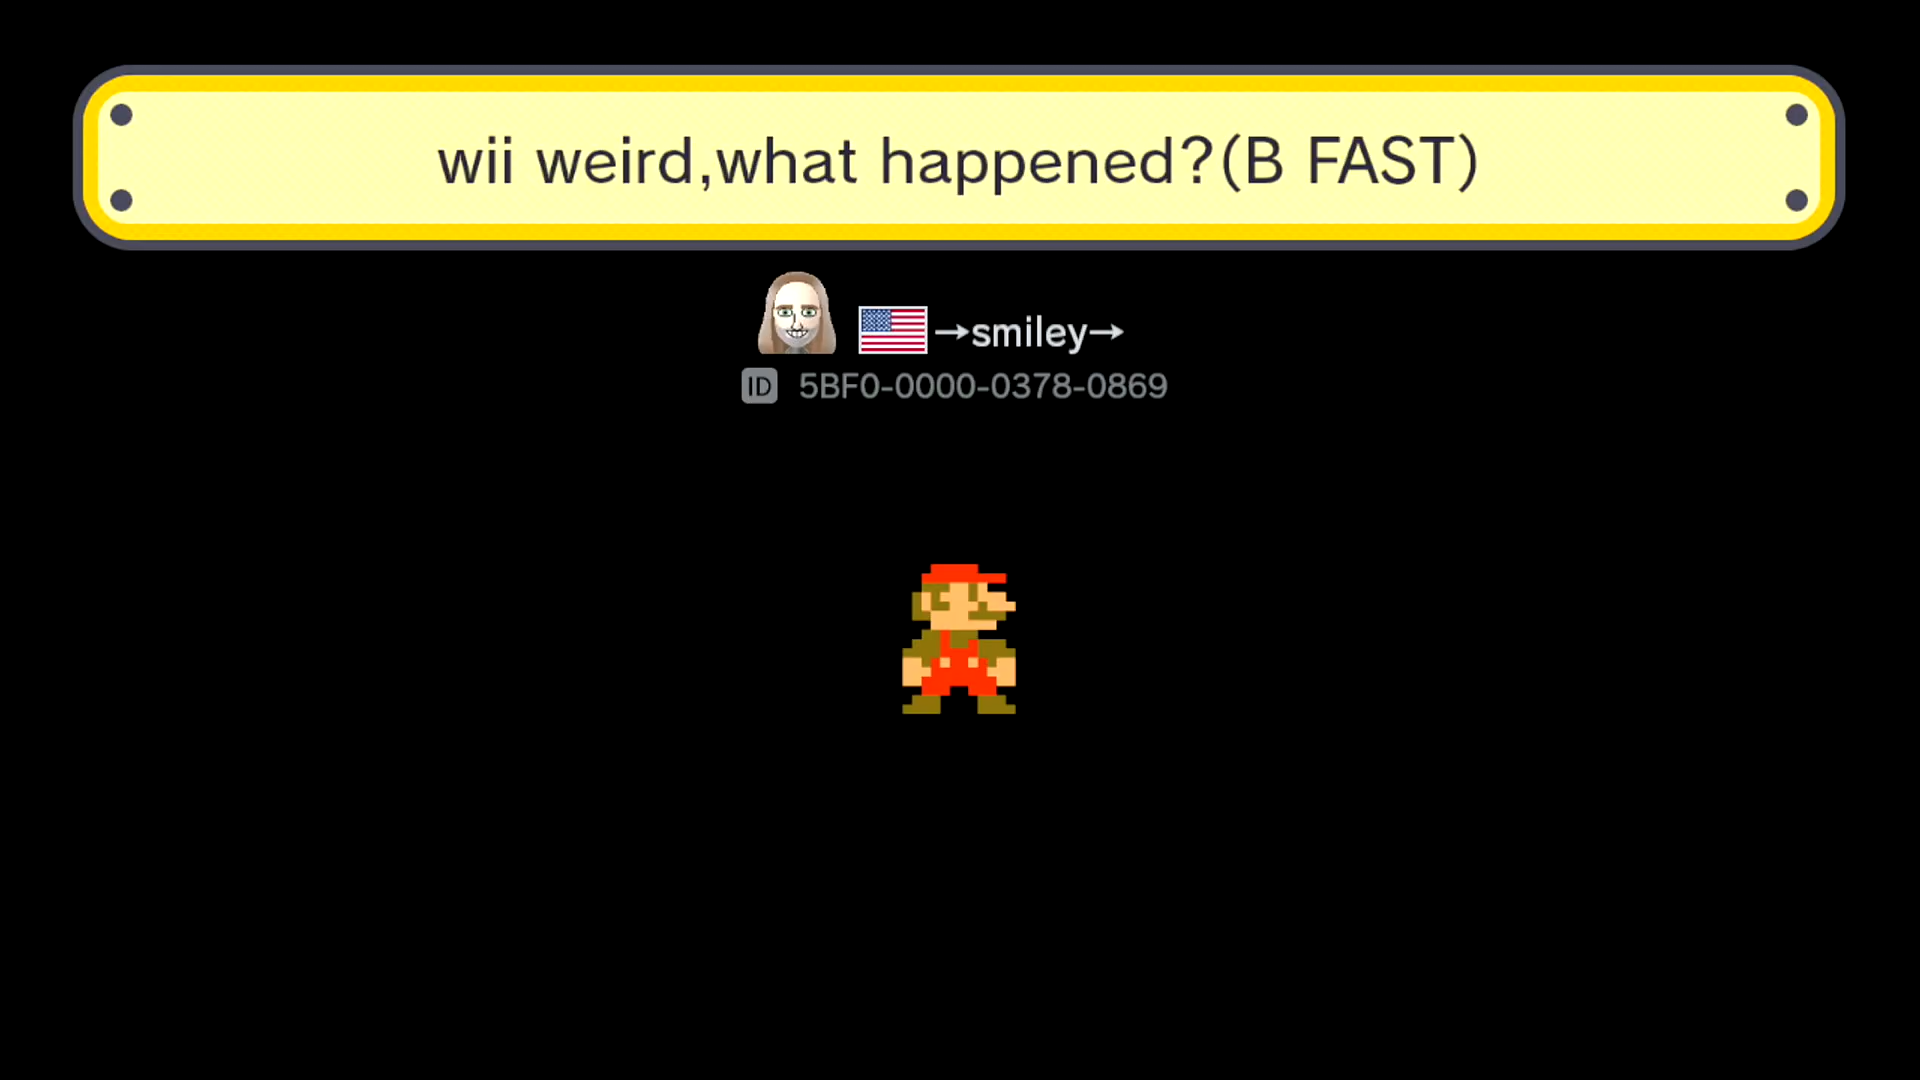 wii weird,what happened?(B FAST)
→smiley→
ID 5BF0-0000-0378-0869